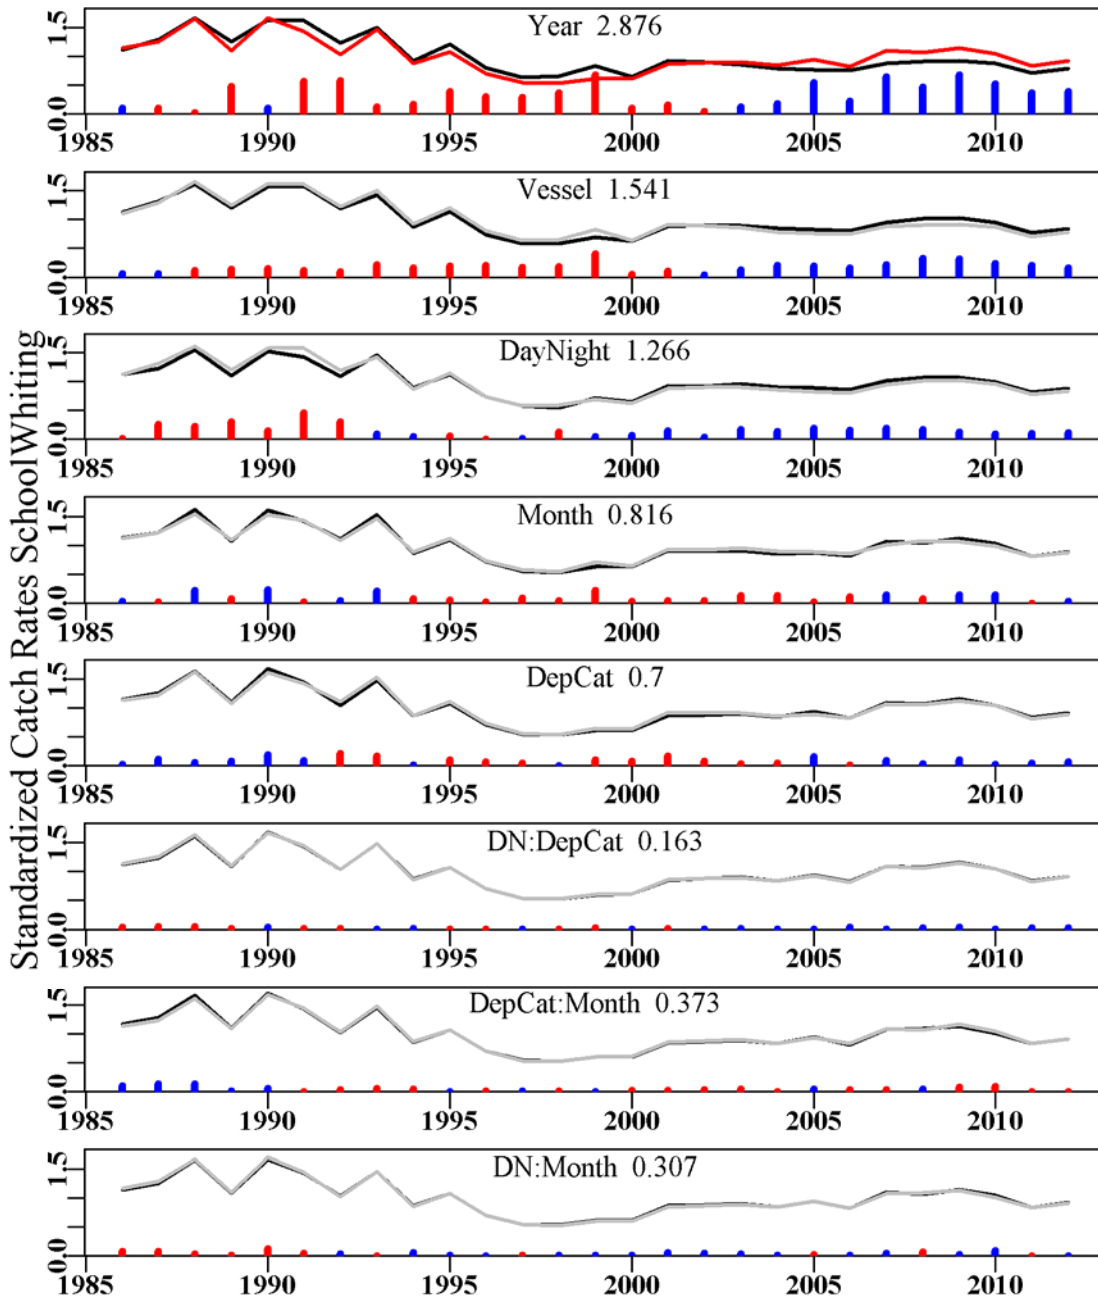 Standardized Catch Rates SchoolWhiting
Year 2.876
1.5
0.0
1985 1990 1995 2000 2005 2010
Vessel 1.541
1.5
0.0
1985 1990 1995 2000 2005 2010
DayNight 1.266
1.5
0.0
1985 1990 1995 2000 2005 2010
Month 0.816
1.5
0.0
1985 1990 1995 2000 2005 2010
DepCat 0.7
1.5
0.0
1985 1990 1995 2000 2005 2010
DN:DepCat 0.163
1.5
0.0
1985 1990 1995 2000 2005 2010
DepCat:Month 0.373
1.5
0.0
1985 1990 1995 2000 2005 2010
DN:Month 0.307
1.5
0.0
1985 1990 1995 2000 2005 2010